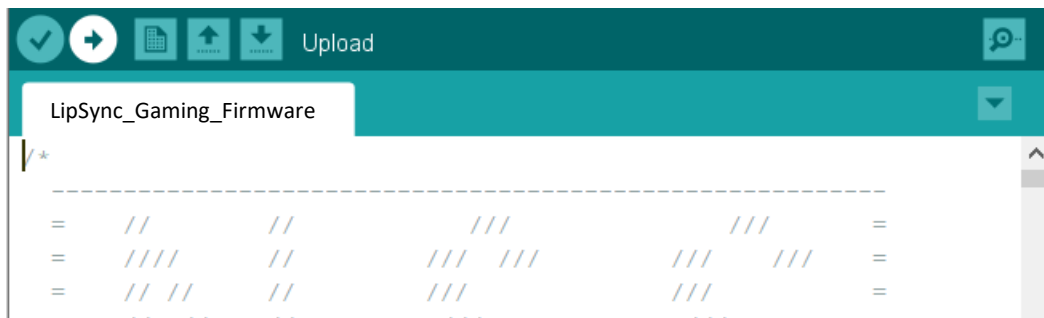 Upload
LipSync_Gaming_Firmware
/*
----------------------------------------------------------
= // // /// /// =
= //// // /// /// /// /// =
= // // // /// /// =